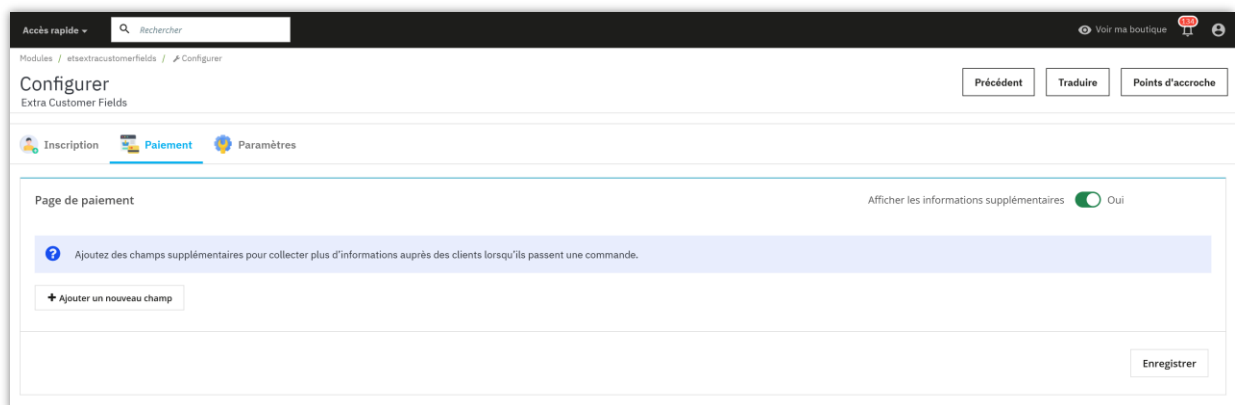 Accès rapide
Rechercher
Voir ma boutique
134
Modules / etsextracustomerfields / Configurer
Configurer
Extra Customer Fields
Précédent
Traduire
Points d'accroche
Inscription
Paiement
Paramètres
Page de paiement
Afficher les informations supplémentaires
Oui
Ajoutez des champs supplémentaires pour collecter plus d'informations auprès des clients lorsqu'ils passent une commande.
+ Ajouter un nouveau champ
Enregistrer